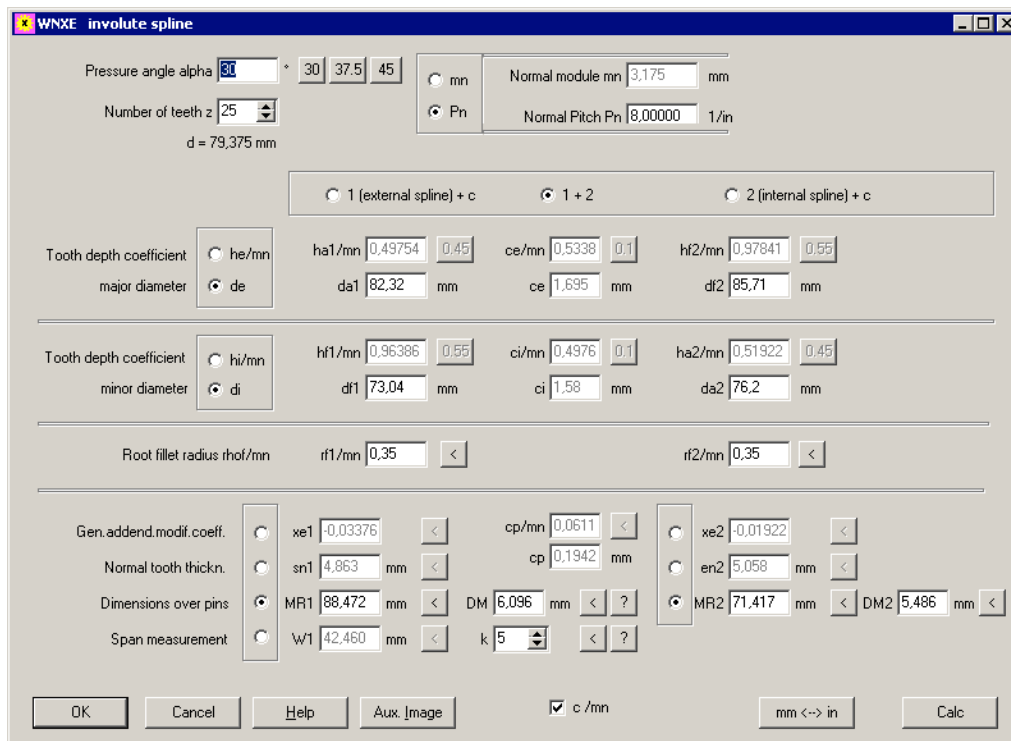 WNXE involute spline
Pressure angle alpha 30 ° 30 37.5 45 mn Normal module mn 3,175 mm
Number of teeth z 25 Pn Normal Pitch Pn 8,00000 1/in
d = 79,375 mm
1 (external spline) + c 1 + 2 2 (internal spline) + c
Tooth depth coefficient he/mn ha1/mn 0,49754 0.45 ce/mn 0,5338 0.1 hf2/mn 0,97841 0.55
major diameter de da1 82,32 mm ce 1,695 mm df2 85,71 mm
Tooth depth coefficient hi/mn hf1/mn 0,96386 0.55 ci/mn 0,4976 0.1 ha2/mn 0,51922 0.45
minor diameter di df1 73,04 mm ci 1,58 mm da2 76,2 mm
Root fillet radius rhof/mn rf1/mn 0,35 < rf2/mn 0,35 <
Gen.addend.modif.coeff. xe1 -0,03376 < cp/mn 0,0611 < xe2 -0,01922 <
Normal tooth thickn. sn1 4,863 mm < cp 0,1942 mm en2 5,058 mm <
Dimensions over pins MR1 88,472 mm < DM 6,096 mm < ? MR2 71,417 mm < DM2 5,486 mm <
Span measurement W1 42,460 mm < k 5 < ?
OK Cancel Help Aux. Image c /mn mm <--> in Calc